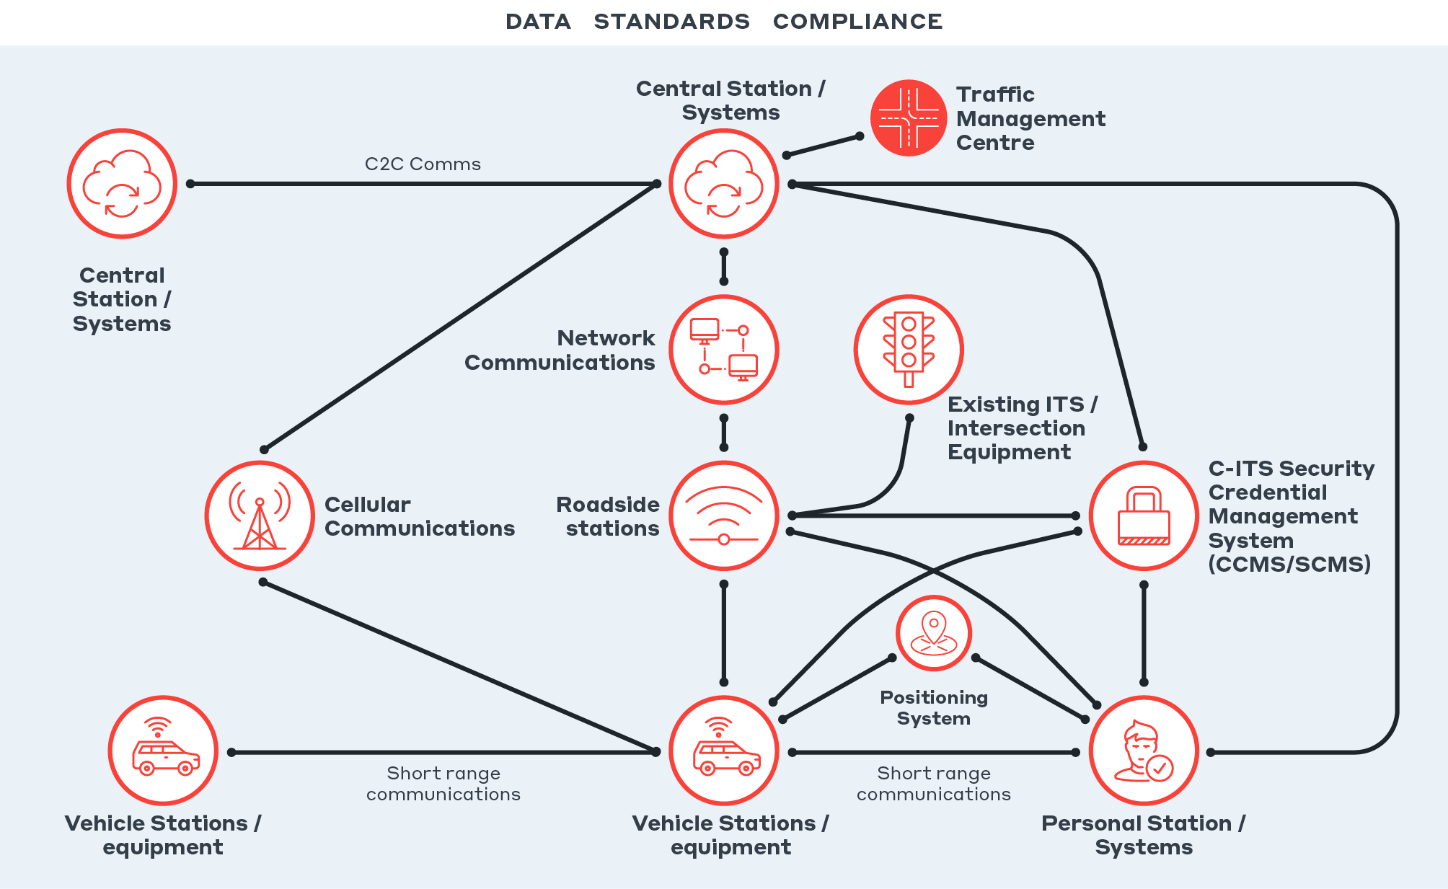 DATA STANDARDS COMPLIANCE
Central Station /
Systems
Traffic
Management
Centre
C2C Comms
Central
Station /
Systems
Network
Communications
Existing ITS /
Intersection
Equipment
Cellular
Communications
Roadside
stations
C-ITS Security
Credential
Management
System
(CCMS/SCMS)
Positioning
System
Short range
communications
Short range
communications
Vehicle Stations /
equipment
Vehicle Stations /
equipment
Personal Station /
Systems